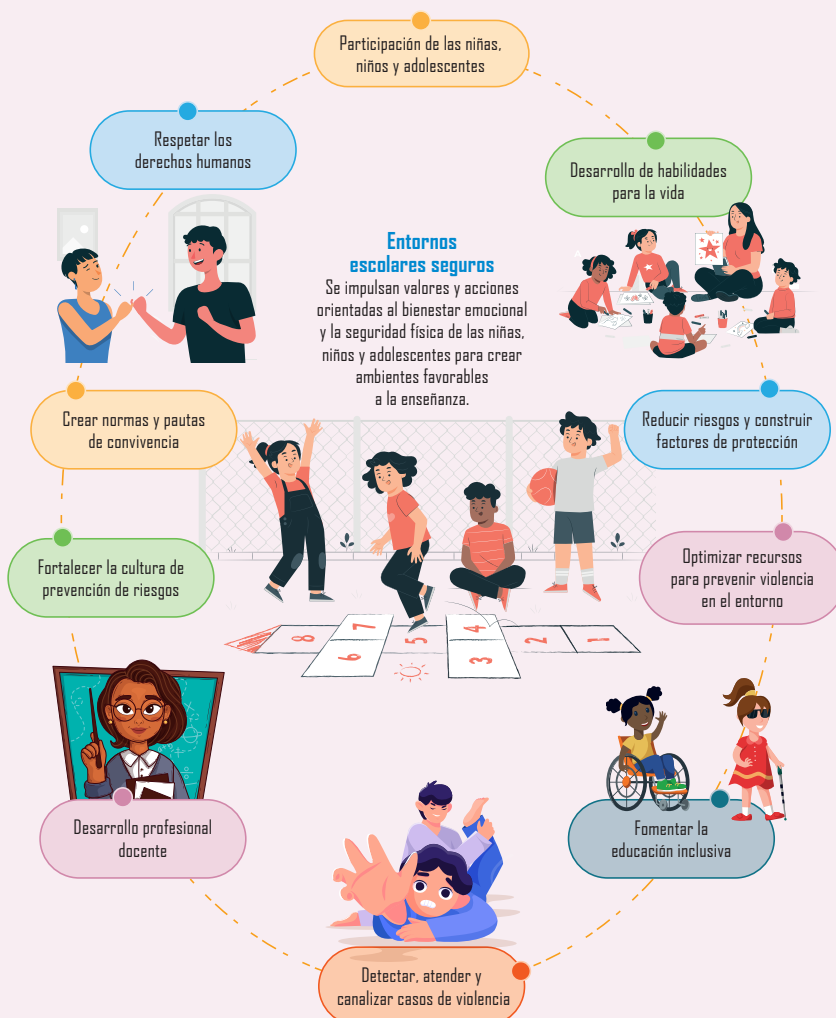 Participación de las niñas,
niños y adolescentes
Respetar los
derechos humanos
Desarrollo de habilidades
para la vida
Entornos
escolares seguros
Se impulsan valores y acciones
orientadas al bienestar emocional
y la seguridad física de las niñas,
niños y adolescentes para crear
ambientes favorables
a la enseñanza.
Crear normas y pautas
de convivencia
Reducir riesgos y construir
factores de protección
Fortalecer la cultura de
prevención de riesgos
Optimizar recursos
para prevenir violencia
en el entorno
8
7
6
5
4
3
2
1
Desarrollo profesional
docente
Fomentar la
educación inclusiva
Detectar, atender y
canalizar casos de violencia